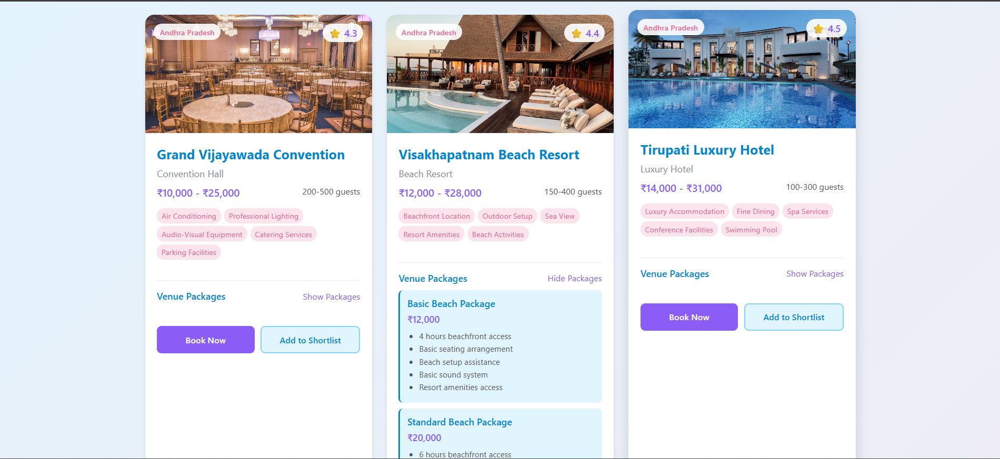 Andhra Pradesh
4.3
Grand Vijayawada Convention
Convention Hall
₹10,000 - ₹25,000
200-500 guests
Air Conditioning
Professional Lighting
Audio-Visual Equipment
Catering Services
Parking Facilities
Venue Packages
Show Packages
Book Now
Add to Shortlist
Andhra Pradesh
4.4
Visakhapatnam Beach Resort
Beach Resort
₹12,000 - ₹28,000
150-400 guests
Beachfront Location
Outdoor Setup
Sea View
Resort Amenities
Beach Activities
Venue Packages
Hide Packages
Basic Beach Package
₹12,000
4 hours beachfront access
Basic seating arrangement
Beach setup assistance
Basic sound system
Resort amenities access
Standard Beach Package
₹20,000
6 hours beachfront access
Andhra Pradesh
4.5
Tirupati Luxury Hotel
Luxury Hotel
₹14,000 - ₹31,000
100-300 guests
Luxury Accommodation
Fine Dining
Spa Services
Conference Facilities
Swimming Pool
Venue Packages
Show Packages
Book Now
Add to Shortlist